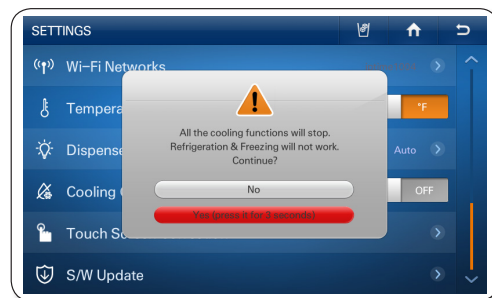 SETTINGS
Wi-Fi Networks
Tempera
°F
Dispense
Auto
Cooling
OFF
Touch S
S/W Update
All the cooling functions will stop.
Refrigeration & Freezing will not work.
Continue?
No
Yes (press it for 3 seconds)